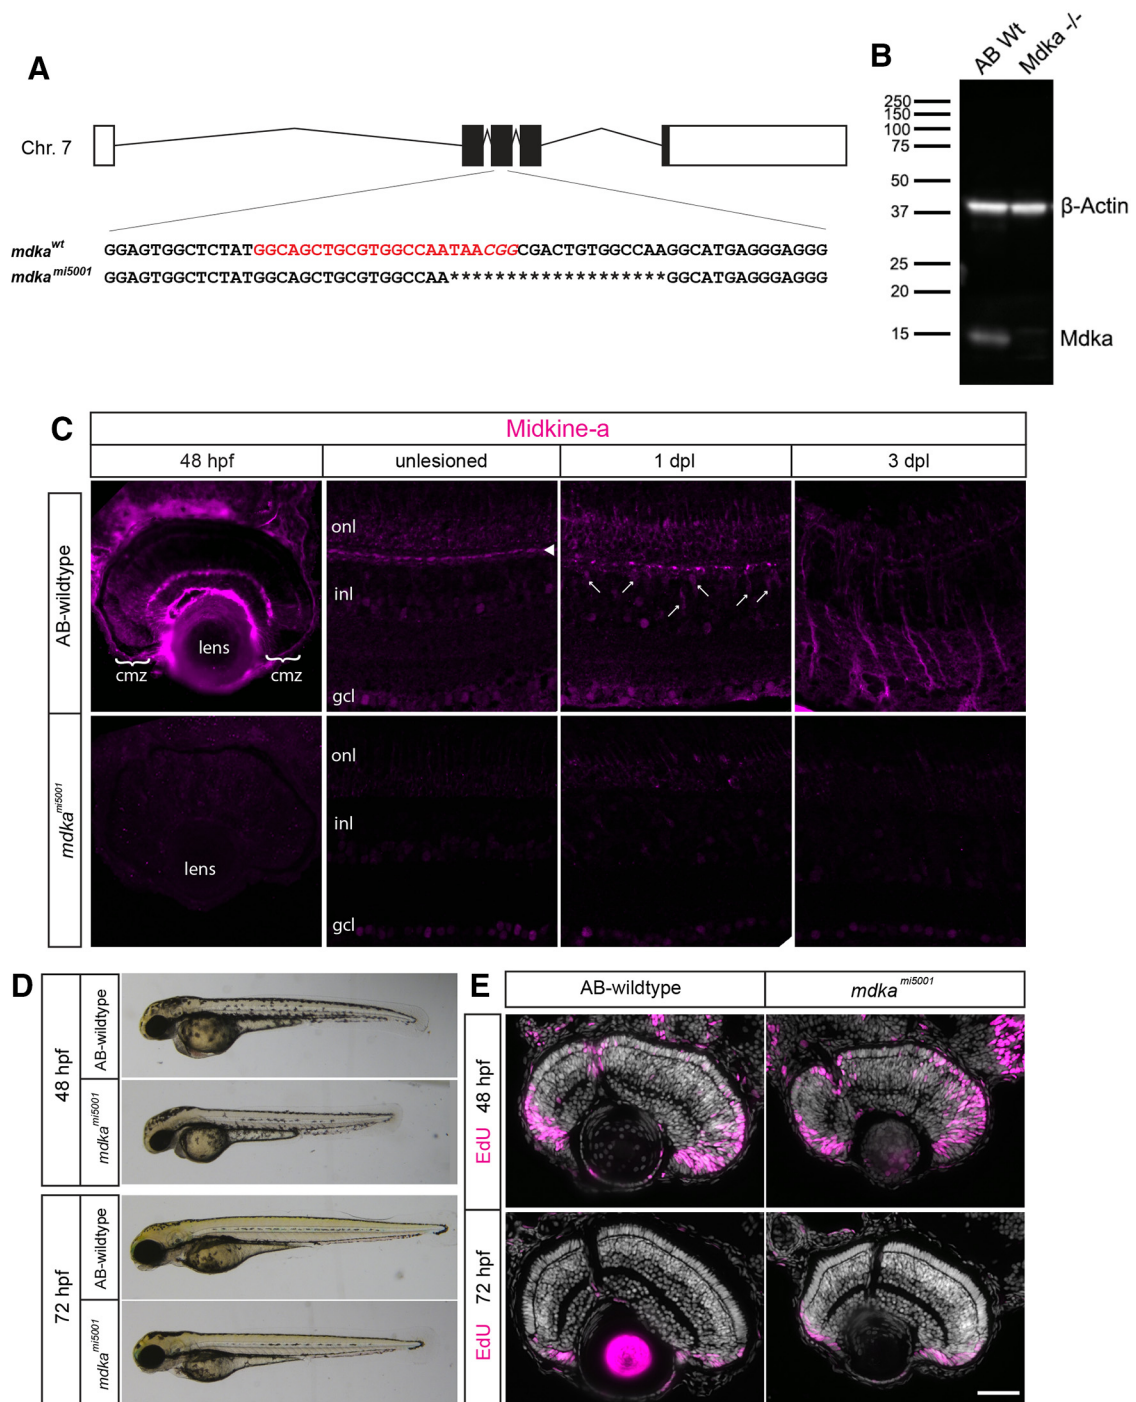 A
Chr. 7
mdka^wt GGAGTGGCTCTATGGCAGCTGCGTGGCCAATAACGGCGACTGTGGCCAAGGCATGAGGGAGGG
mdka^mi5001 GGAGTGGCTCTATGGCAGCTGCGTGGCCAA*******************GGCATGAGGGAGGG
B
AB Wt
Mdka -/-
250
150
100
75
50
37
25
20
15
β-Actin
Mdka
C
Midkine-a
48 hpf
unlesioned
1 dpl
3 dpl
AB-wildtype
lens
cmz
cmz
onl
inl
gcl
mdka^mi5001
lens
onl
inl
gcl
D
48 hpf
AB-wildtype
mdka^mi5001
72 hpf
AB-wildtype
mdka^mi5001
E
AB-wildtype
mdka^mi5001
EdU 48 hpf
EdU 72 hpf